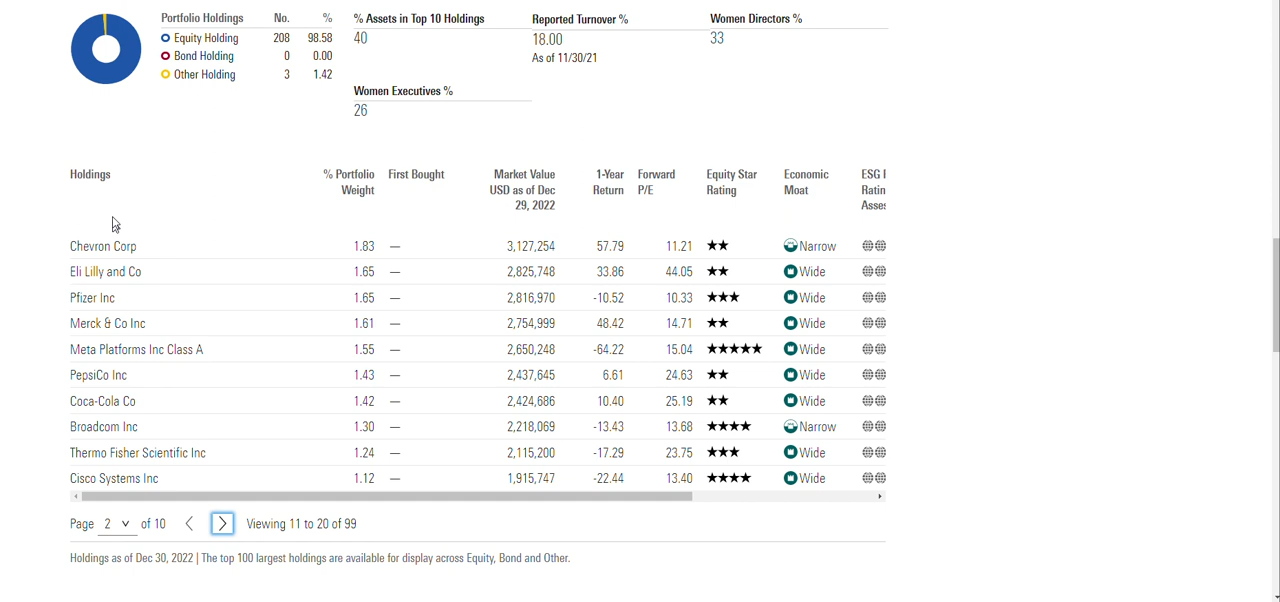 Portfolio Holdings No. %
Equity Holding 208 98.58
Bond Holding 0 0.00
Other Holding 3 1.42
% Assets in Top 10 Holdings
40
Reported Turnover %
18.00
As of 11/30/21
Women Directors %
33
Women Executives %
26
Holdings % Portfolio Weight First Bought Market Value USD as of Dec 29, 2022 1-Year Return Forward P/E Equity Star Rating Economic Moat ESG
Chevron Corp 1.83 — 3,127,254 57.79 11.21 ★★ Narrow
Eli Lilly and Co 1.65 — 2,825,748 33.86 44.05 ★★ Wide
Pfizer Inc 1.65 — 2,816,970 -10.52 10.33 ★★★ Wide
Merck & Co Inc 1.61 — 2,754,999 48.42 14.71 ★★ Wide
Meta Platforms Inc Class A 1.55 — 2,650,248 -64.22 15.04 ★★★★★ Wide
PepsiCo Inc 1.43 — 2,437,645 6.61 24.63 ★★ Wide
Coca-Cola Co 1.42 — 2,424,686 10.40 25.19 ★★ Wide
Broadcom Inc 1.30 — 2,218,069 -13.43 13.68 ★★★★ Narrow
Thermo Fisher Scientific Inc 1.24 — 2,115,200 -17.29 23.75 ★★★ Wide
Cisco Systems Inc 1.12 — 1,915,747 -22.44 13.40 ★★★★ Wide
Page 2 of 10 Viewing 11 to 20 of 99
Holdings as of Dec 30, 2022 | The top 100 largest holdings are available for display across Equity, Bond and Other.